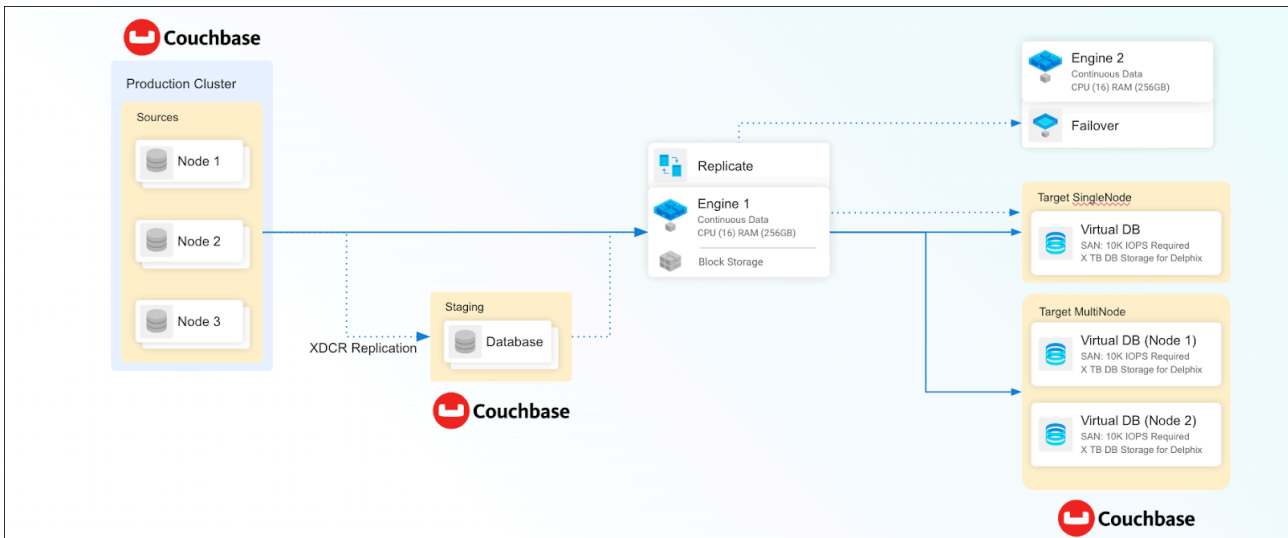 Couchbase
Production Cluster
Sources
Node 1
Node 2
Node 3
XDCR Replication
Staging
Database
Couchbase
Replicate
Engine 1
Continuous Data
CPU (16) RAM (256GB)
Block Storage
Engine 2
Continuous Data
CPU (16) RAM (256GB)
Failover
Target SingleNode
Virtual DB
SAN: 10K IOPS Required
X TB DB Storage for Delphix
Target MultiNode
Virtual DB (Node 1)
SAN: 10K IOPS Required
X TB DB Storage for Delphix
Virtual DB (Node 2)
SAN: 10K IOPS Required
X TB DB Storage for Delphix
Couchbase